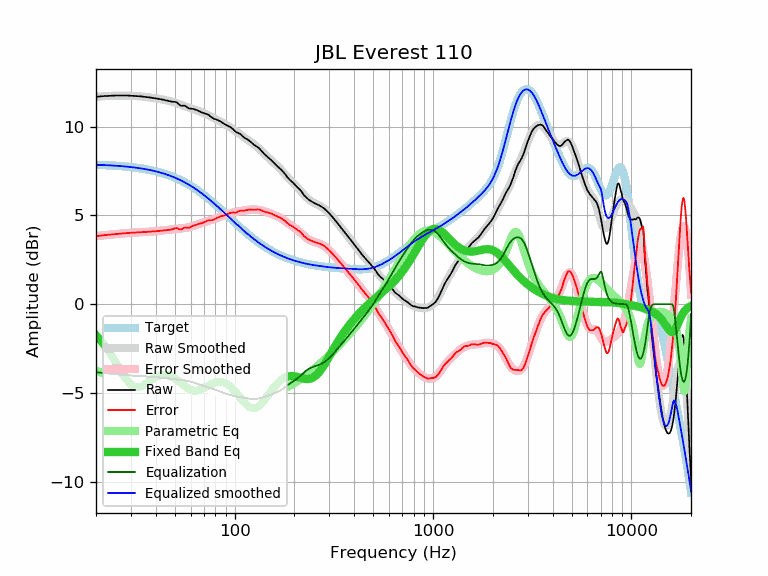 JBL Everest 110
Amplitude (dBr)
10
5
0
−5
−10
Target
Raw Smoothed
Error Smoothed
Raw
Error
Parametric Eq
Fixed Band Eq
Equalization
Equalized smoothed
100
1000
10000
Frequency (Hz)